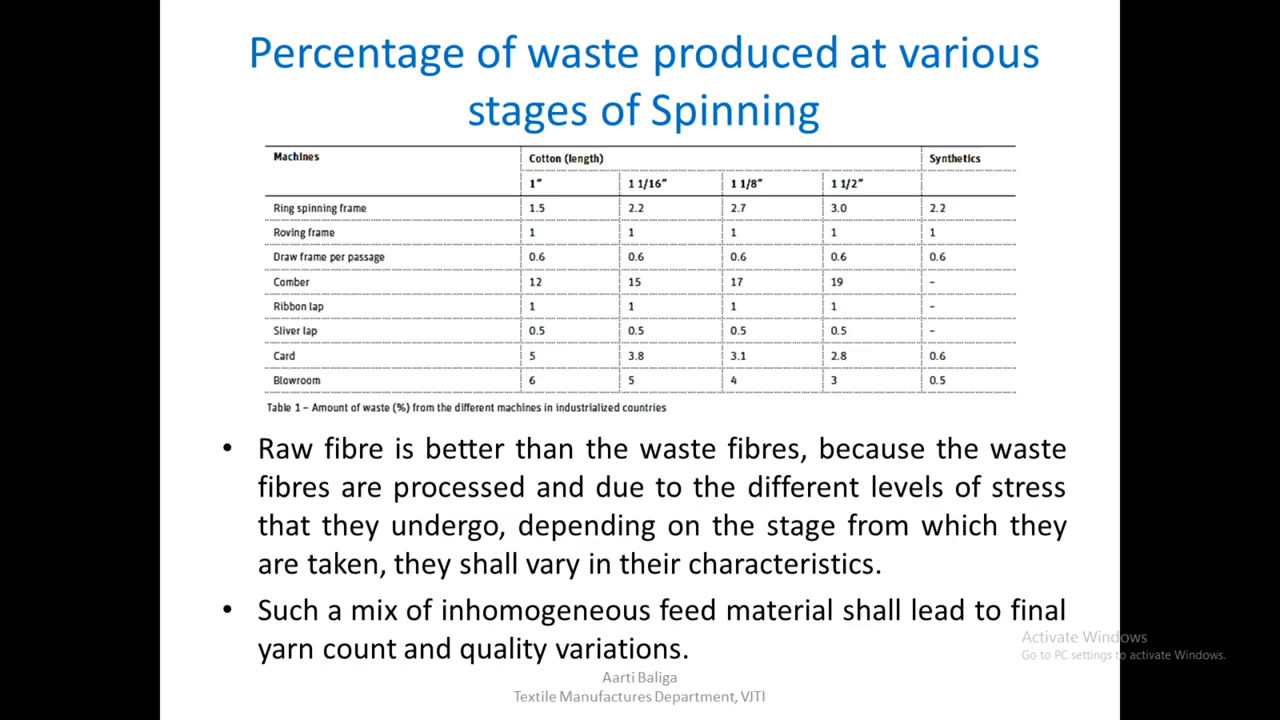 Percentage of waste produced at various
stages of Spinning
Machines Cotton (length) Synthetics
1" 1 1/16" 1 1/8" 1 1/2"
Ring spinning frame 1.5 2.2 2.7 3.0 2.2
Roving frame 1 1 1 1 1
Draw frame per passage 0.6 0.6 0.6 0.6 0.6
Comber 12 15 17 19 –
Ribbon lap 1 1 1 1 –
Sliver lap 0.5 0.5 0.5 0.5 –
Card 5 3.8 3.1 2.8 0.6
Blowroom 6 5 4 3 0.5
Table 1 – Amount of waste (%) from the different machines in industrialized countries
• Raw fibre is better than the waste fibres, because the waste
fibres are processed and due to the different levels of stress
that they undergo, depending on the stage from which they
are taken, they shall vary in their characteristics.
• Such a mix of inhomogeneous feed material shall lead to final
yarn count and quality variations.
Activate Windows
Go to PC settings to activate Windows.
Aarti Baliga
Textile Manufactures Department, VJTI